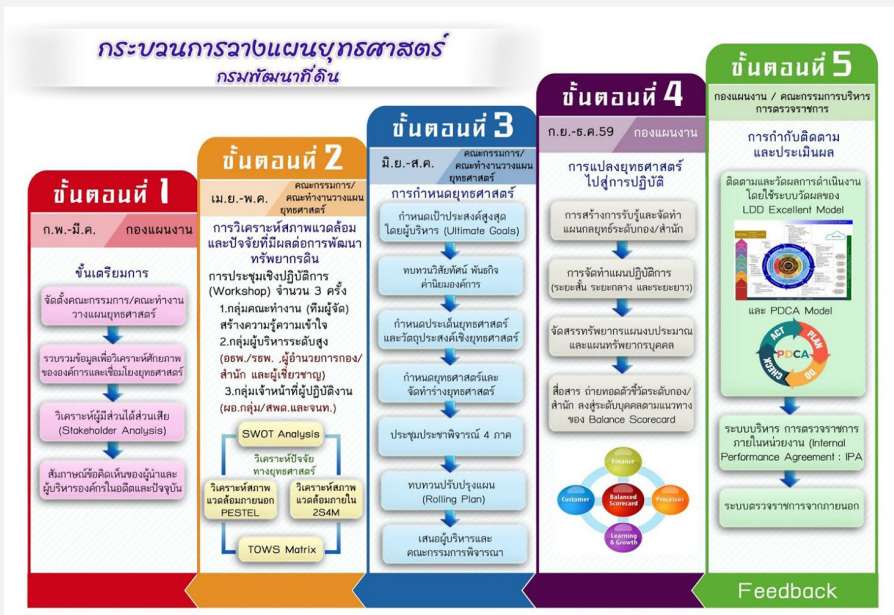 กระบวนการวางแผนยุทธศาสตร์
กรมพัฒนาที่ดิน
ขั้นตอนที่ 1
ก.พ.-มี.ค. กองแผนงาน
ขั้นเตรียมการ
จัดตั้งคณะกรรมการ/คณะทำงาน
วางแผนยุทธศาสตร์
รวบรวมข้อมูลเพื่อวิเคราะห์ศักยภาพ
ขององค์การและเชื่อมโยงยุทธศาสตร์
วิเคราะห์ผู้มีส่วนได้ส่วนเสีย
(Stakeholder Analysis)
สัมภาษณ์ข้อคิดเห็นของผู้นำและ
ผู้บริหารองค์กรในอดีตและปัจจุบัน
ขั้นตอนที่ 2
เม.ย.-พ.ค.
คณะกรรมการ/
คณะทำงานวางแผน
ยุทธศาสตร์
การวิเคราะห์สภาพแวดล้อม
และปัจจัยที่มีผลต่อการพัฒนา
ทรัพยากรดิน
การประชุมเชิงปฏิบัติการ
(Workshop) จำนวน 3 ครั้ง
1.กลุ่มคณะทำงาน (ทีมผู้จัด)
สร้างความรู้ความเข้าใจ
2.กลุ่มผู้บริหารระดับสูง
(อธพ./รธพ. ,ผู้อำนวยการกอง/
สำนัก และผู้เชี่ยวชาญ)
3.กลุ่มเจ้าหน้าที่ผู้ปฏิบัติงาน
(ผอ.กลุ่ม/สพด.และจนท.)
SWOT Analysis
วิเคราะห์ปัจจัย
ทางยุทธศาสตร์
วิเคราะห์สภาพ
แวดล้อมภายนอก
PESTEL
วิเคราะห์สภาพ
แวดล้อมภายใน
2S4M
TOWS Matrix
ขั้นตอนที่ 3
มิ.ย.-ส.ค.
คณะกรรมการ/
คณะทำงานวางแผน
ยุทธศาสตร์
การกำหนดยุทธศาสตร์
กำหนดเป้าประสงค์สูงสุด
โดยผู้บริหาร (Ultimate Goals)
ทบทวนวิสัยทัศน์ พันธกิจ
ค่านิยมองค์การ
กำหนดประเด็นยุทธศาสตร์
และวัตถุประสงค์เชิงยุทธศาสตร์
กำหนดยุทธศาสตร์และ
จัดทำร่างยุทธศาสตร์
ประชุมประชาพิจารณ์ 4 ภาค
ทบทวนปรับปรุงแผน
(Rolling Plan)
เสนอผู้บริหารและ
คณะกรรมการพิจารณา
ขั้นตอนที่ 4
ก.ย.-ธ.ค.59 กองแผนงาน
การแปลงยุทธศาสตร์
ไปสู่การปฏิบัติ
การสร้างการรับรู้และจัดทำ
แผนกลยุทธ์ระดับกอง/สำนัก
การจัดทำแผนปฏิบัติการ
(ระยะสั้น ระยะกลาง และระยะยาว)
จัดสรรทรัพยากรแผนงบประมาณ
และแผนทรัพยากรบุคคล
สื่อสาร ถ่ายทอดตัวชี้วัดระดับกอง/
สำนัก ลงสู่ระดับบุคคลตามแนวทาง
ของ Balance Scorecard
Finance
Customer
Balanced
Scorecard
Processes
Learning
& Growth
ขั้นตอนที่ 5
กองแผนงาน / คณะกรรมการบริหาร
การตรวจราชการ
การกำกับติดตาม
และประเมินผล
ติดตามและวัดผลการดำเนินงาน
โดยใช้ระบบวัดผลของ
LDD Excellent Model
และ PDCA Model
ACT
PLAN
PDCA
CHECK
DO
ระบบบริหาร การตรวจราชการ
ภายในหน่วยงาน (Internal
Performance Agreement : IPA)
ระบบตรวจราชการจากภายนอก
Feedback